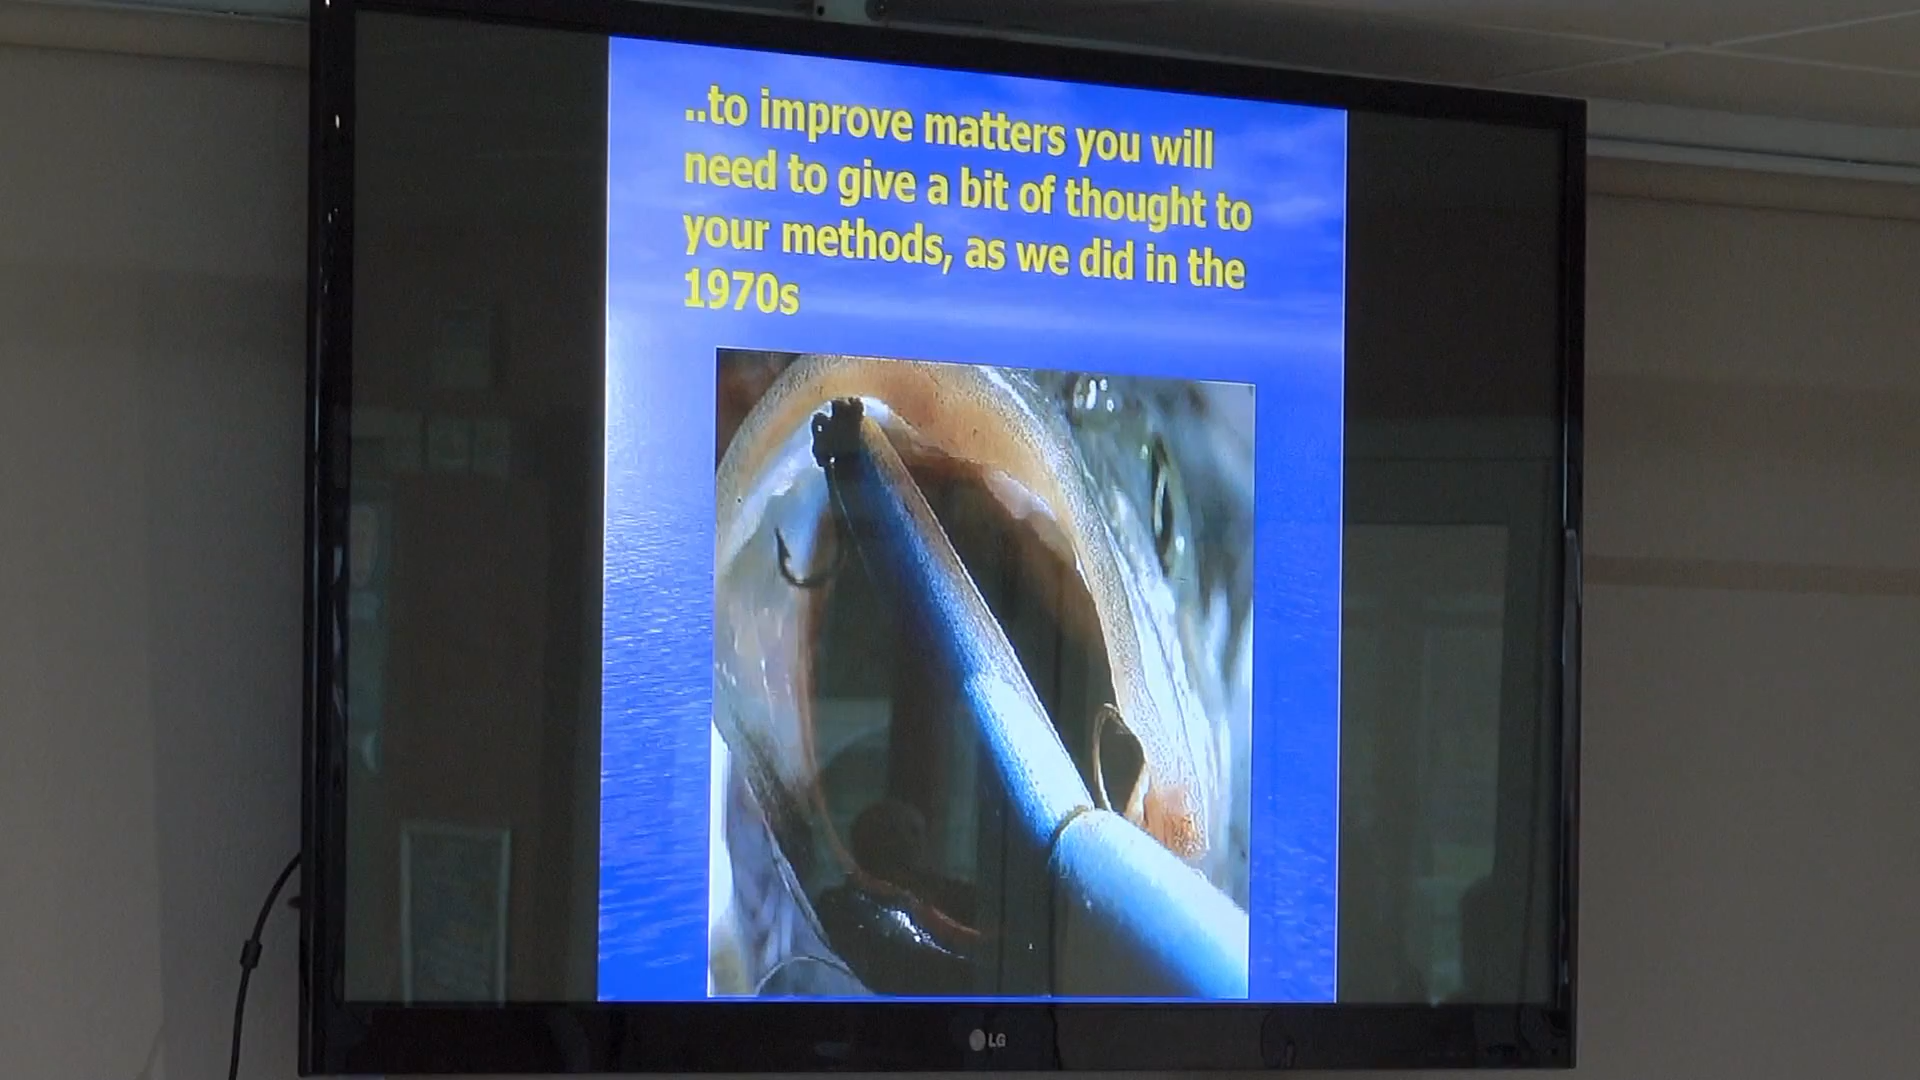 ..to improve matters you will
need to give a bit of thought to
your methods, as we did in the
1970s
LG